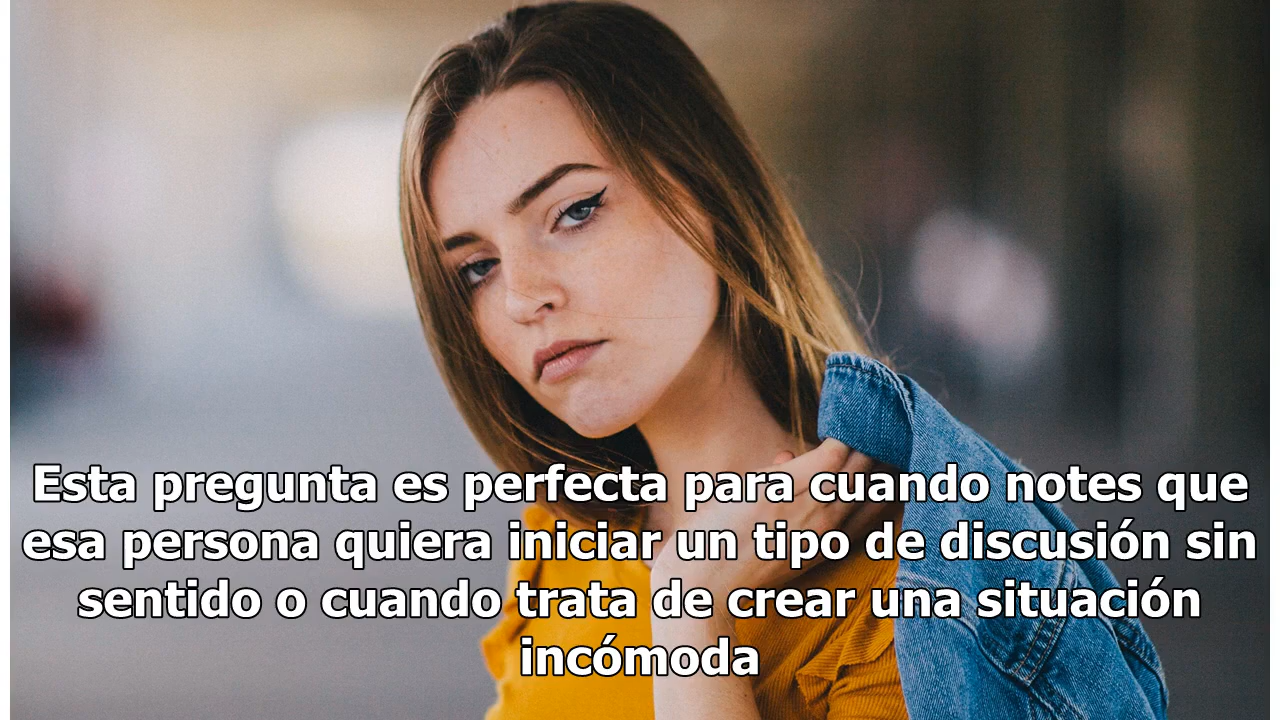 Esta pregunta es perfecta para cuando notes que
esa persona quiera iniciar un tipo de discusión sin
sentido o cuando trata de crear una situación
incómoda